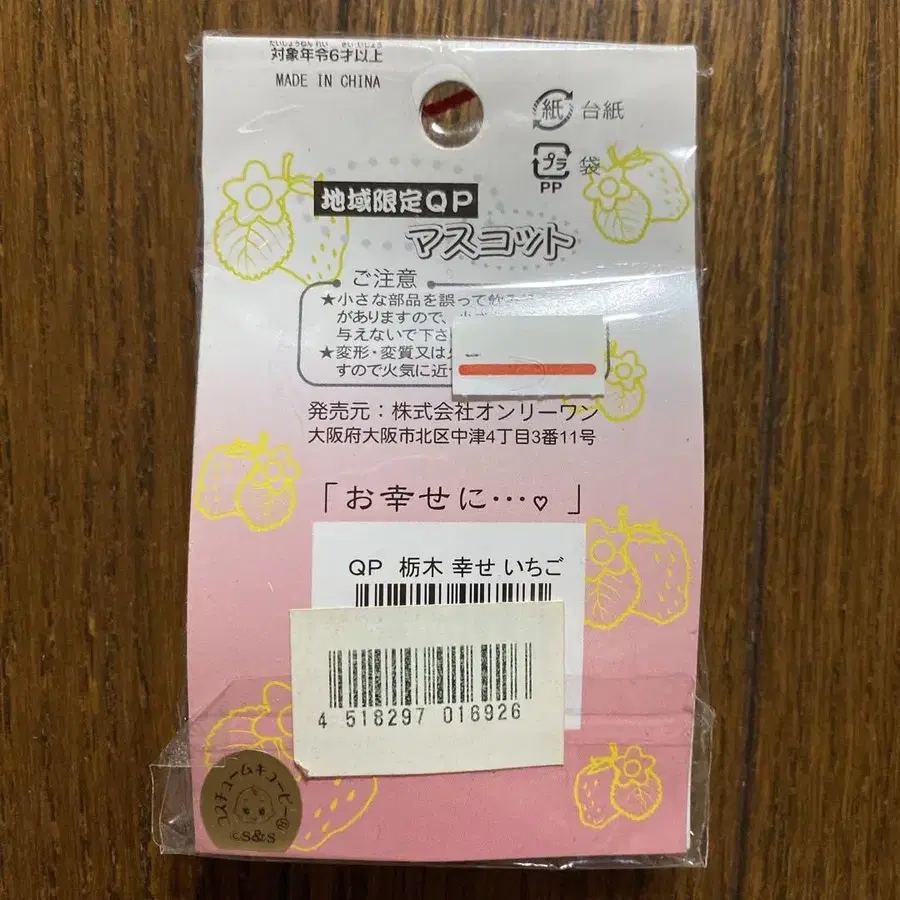 たいしょうねんれい さいいじょう
対象年令6才以上
MADE IN CHINA
紙 台紙
プラ 袋
PP
地域限定QP
マスコット
ご注意
★小さな部品を誤って飲み
がありますので、小さ
与えないで下さ
★変形・変質又は
すので火気に近
発売元:株式会社オンリーワン
大阪府大阪市北区中津4丁目3番11号
「お幸せに…♡」
QP 栃木 幸せ いちご
4 518297 016926
コスチュームキューピー
©S&S